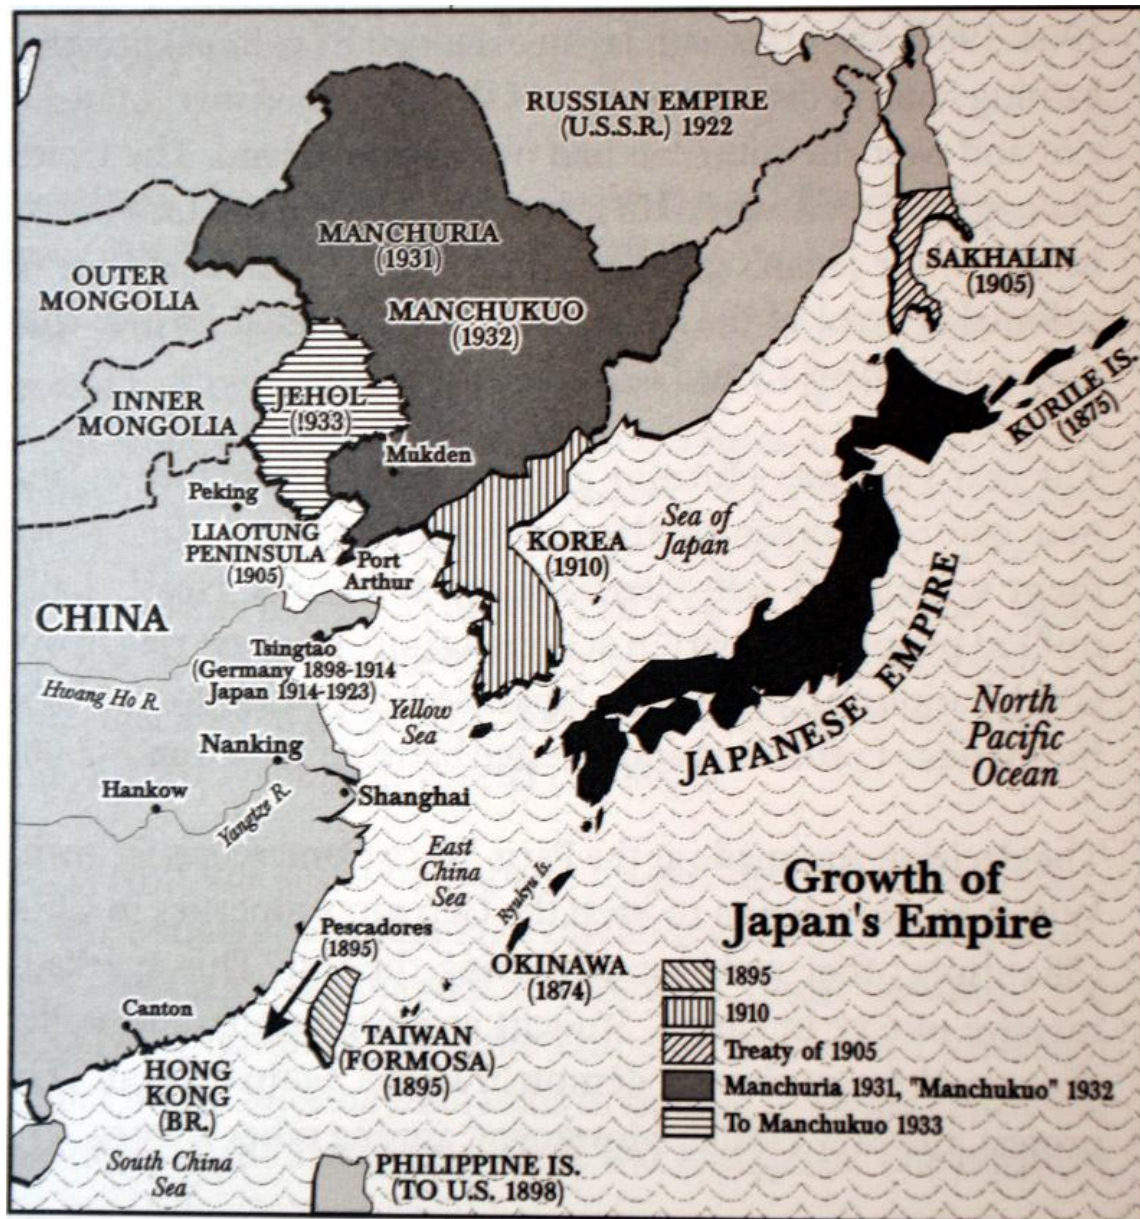 RUSSIAN EMPIRE
(U.S.S.R.) 1922
MANCHURIA
(1931)
MANCHUKUO
(1932)
OUTER
MONGOLIA
SAKHALIN
(1905)
KURILE IS.
(1875)
INNER
MONGOLIA
JEHOL
(!933)
Mukden
Peking
LIAOTUNG
PENINSULA
(1905)
Port
Arthur
KOREA
(1910)
Sea of
Japan
CHINA
Tsingtao
(Germany 1898-1914
Japan 1914-1923)
Hwang Ho R.
Yellow
Sea
JAPANESE EMPIRE
North
Pacific
Ocean
Nanking
Hankow
Yangtze R.
Shanghai
East
China
Sea
Ryukyu Is.
Pescadores
(1895)
OKINAWA
(1874)
Canton
HONG
KONG
(BR.)
TAIWAN
(FORMOSA)
(1895)
South China
Sea
PHILIPPINE IS.
(TO U.S. 1898)
Growth of
Japan's Empire
1895
1910
Treaty of 1905
Manchuria 1931, "Manchukuo" 1932
To Manchukuo 1933